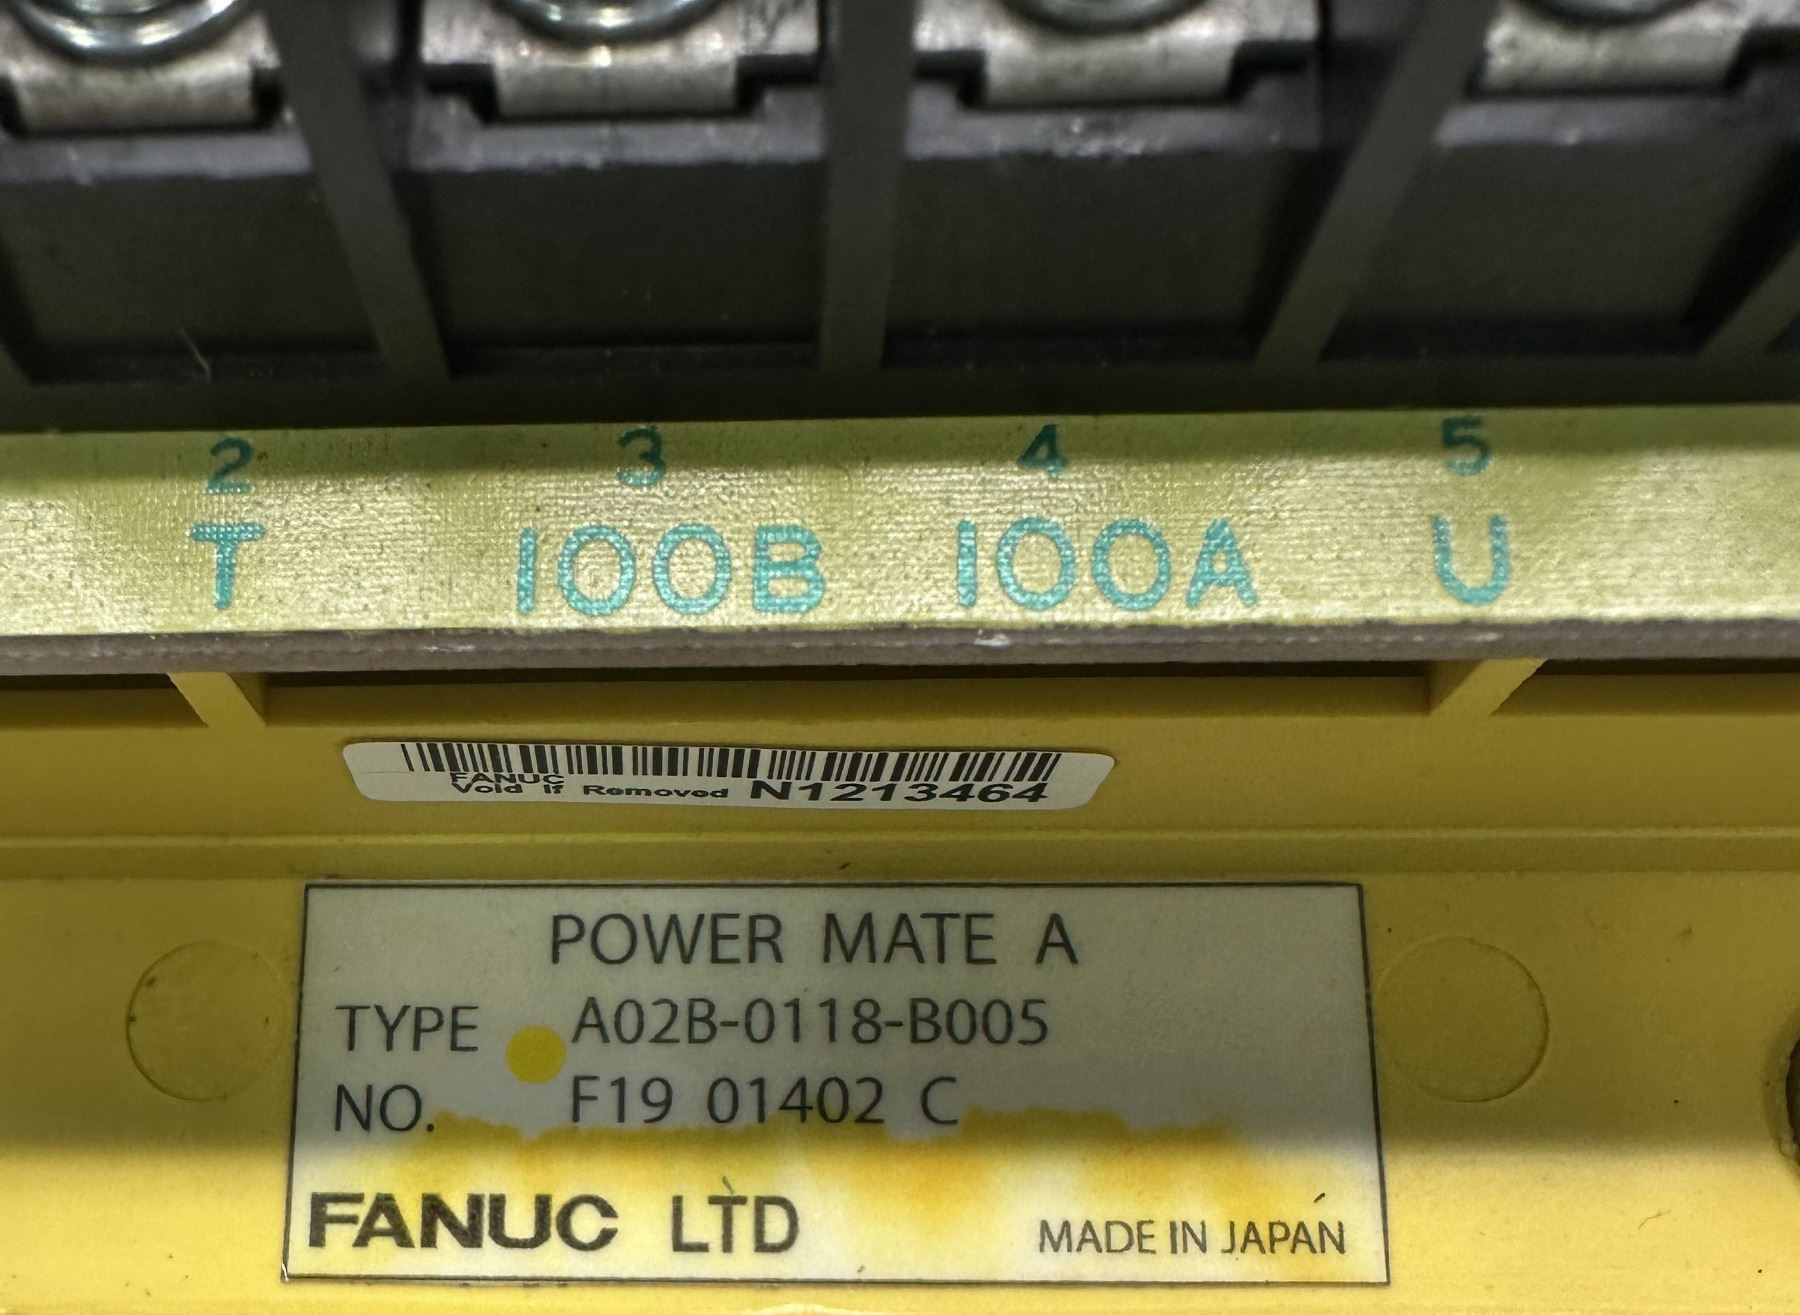 2 3 4 5
T 100B 100A U
FANUC
Void If Removed N1213464
POWER MATE A
TYPE A02B-0118-B005
NO. F19 01402 C
FANUC LTD MADE IN JAPAN